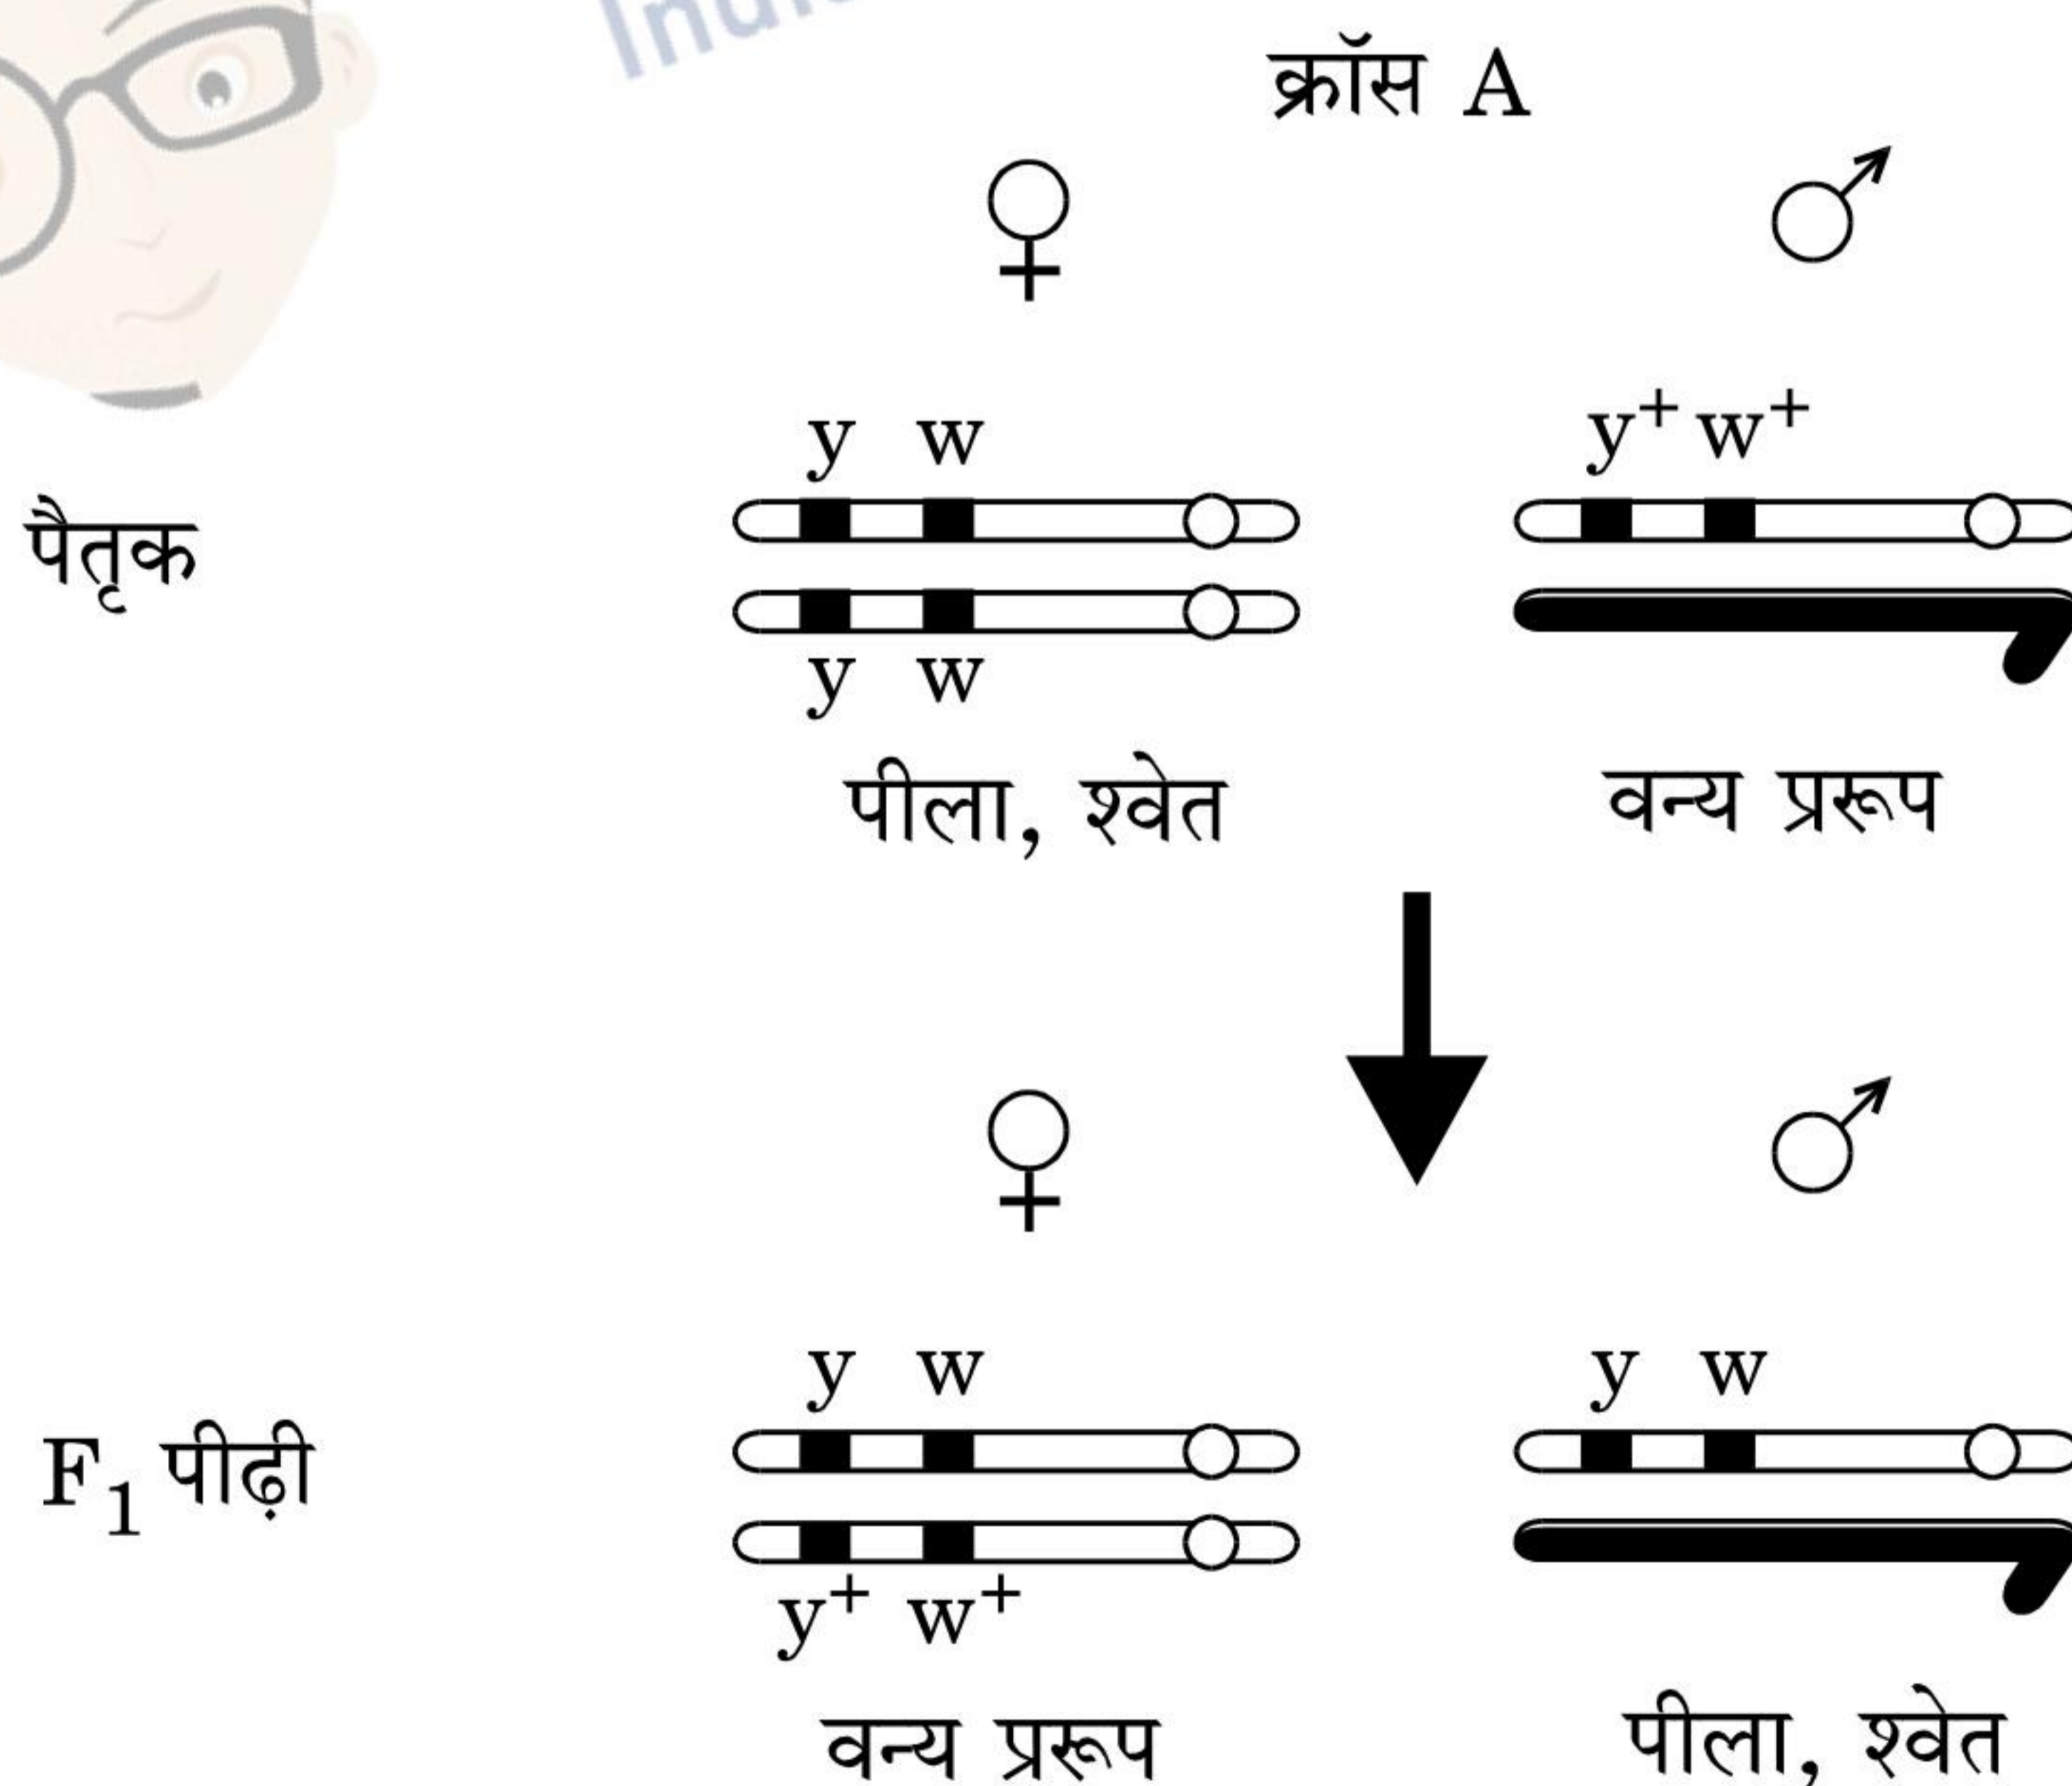 क्रॉस A
y w
y+ w+
पैतृक
y w
पीला, श्वेत
वन्य प्ररूप
y w
y w
F1 पीढ़ी
y+ w+
वन्य प्ररूप
पीला, श्वेत